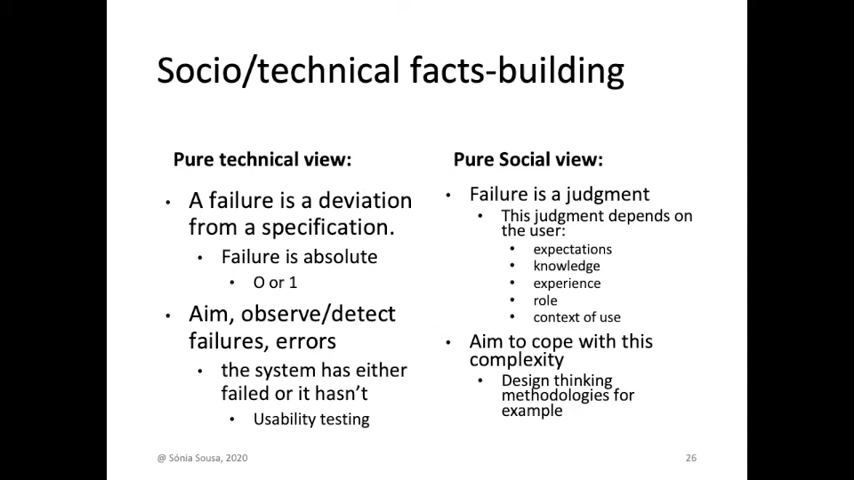 Socio/technical facts-building
Pure technical view:
A failure is a deviation
from a specification.
Failure is absolute
O or 1
Aim, observe/detect
failures, errors
the system has either
failed or it hasn't
Usability testing
Pure Social view:
Failure is a judgment
This judgment depends on
the user:
expectations
knowledge
experience
role
context of use
Aim to cope with this
complexity
Design thinking
methodologies for
example
@ Sónia Sousa, 2020
26